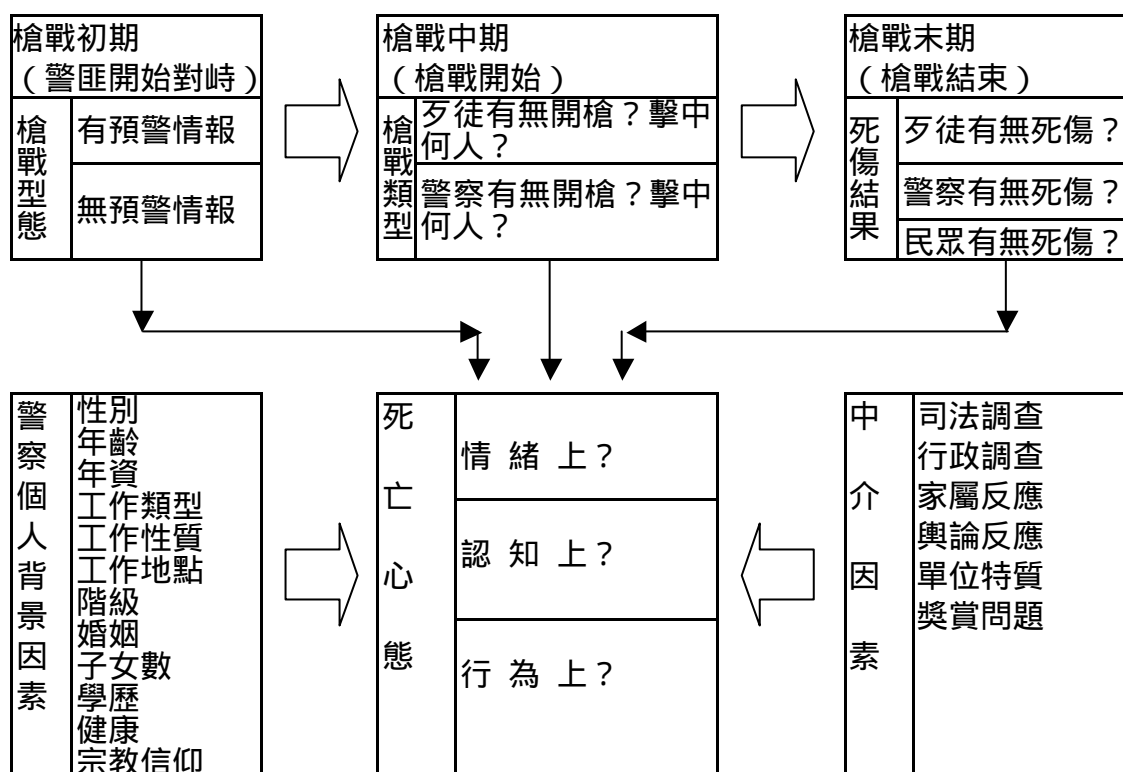 槍戰初期
（警匪開始對峙）
槍戰型態
有預警情報
無預警情報
槍戰中期
（槍戰開始）
槍戰類型
歹徒有無開槍？擊中
何人？
警察有無開槍？擊中
何人？
槍戰末期
（槍戰結束）
死傷結果
歹徒有無死傷？
警察有無死傷？
民眾有無死傷？
警察個人背景因素
性別
年齡
年資
工作類型
工作性質
工作地點
階級
婚姻
子女數
學歷
健康
宗教信仰
死亡心態
情 緒 上？
認 知 上？
行 為 上？
中介因素
司法調查
行政調查
家屬反應
輿論反應
單位特質
獎賞問題